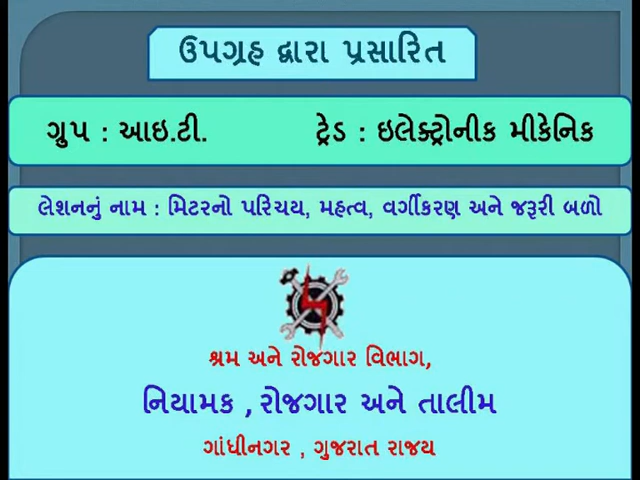 ઉપગ્રહ દ્વારા પ્રસારિત
ગ્રુપ : આઇ.ટી. ટ્રેડ : ઇલેક્ટ્રોનીક મીકેનિક
લેશનનું નામ : મિટરનો પરિચય, મહત્વ, વર્ગીકરણ અને જરૂરી બળો
શ્રમ અને રોજગાર વિભાગ,
નિયામક , રોજગાર અને તાલીમ
ગાંધીનગર , ગુજરાત રાજય